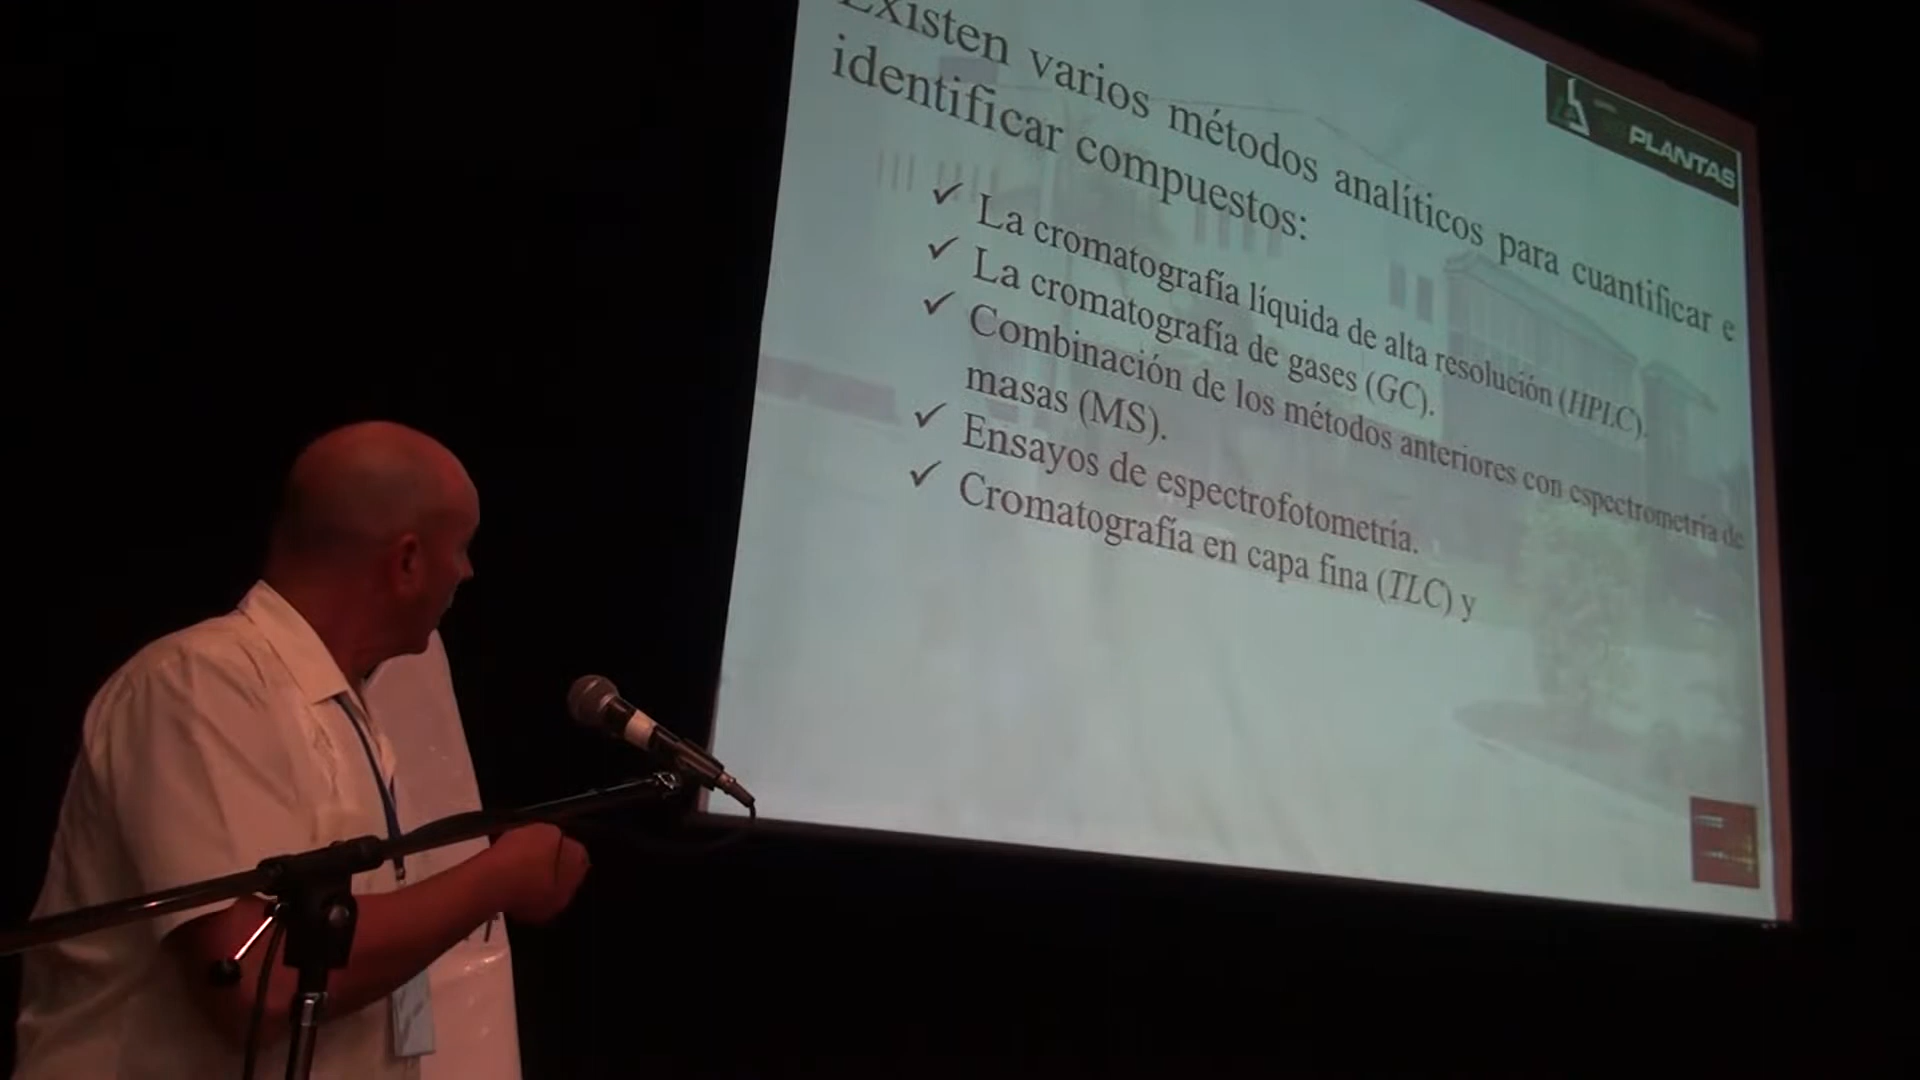 Existen varios métodos analíticos para cuantificar e
identificar compuestos:
✓ La cromatografía líquida de alta resolución (HPLC).
✓ La cromatografía de gases (GC).
✓ Combinación de los métodos anteriores con espectrometría de
masas (MS).
✓ Ensayos de espectrofotometría.
✓ Cromatografía en capa fina (TLC) y
PLANTAS